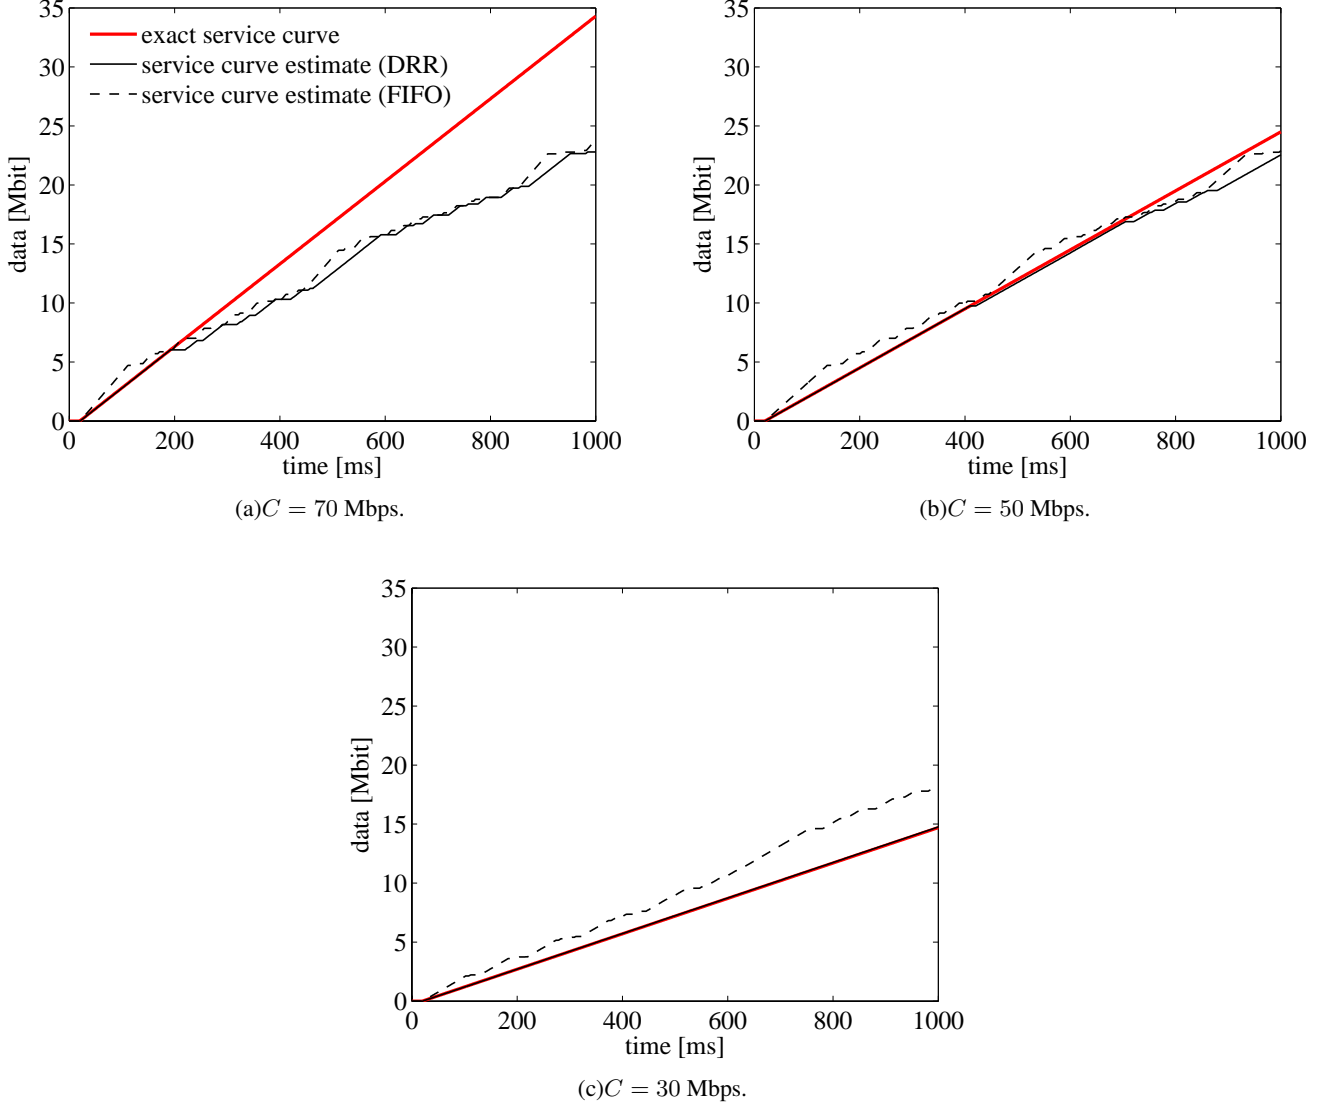 35
30
25
20
15
10
5
0
data [Mbit]
exact service curve
service curve estimate (DRR)
service curve estimate (FIFO)
0 200 400 600 800 1000
time [ms]
(a)C = 70 Mbps.
35
30
25
20
15
10
5
0
data [Mbit]
0 200 400 600 800 1000
time [ms]
(b)C = 50 Mbps.
35
30
25
20
15
10
5
0
data [Mbit]
0 200 400 600 800 1000
time [ms]
(c)C = 30 Mbps.